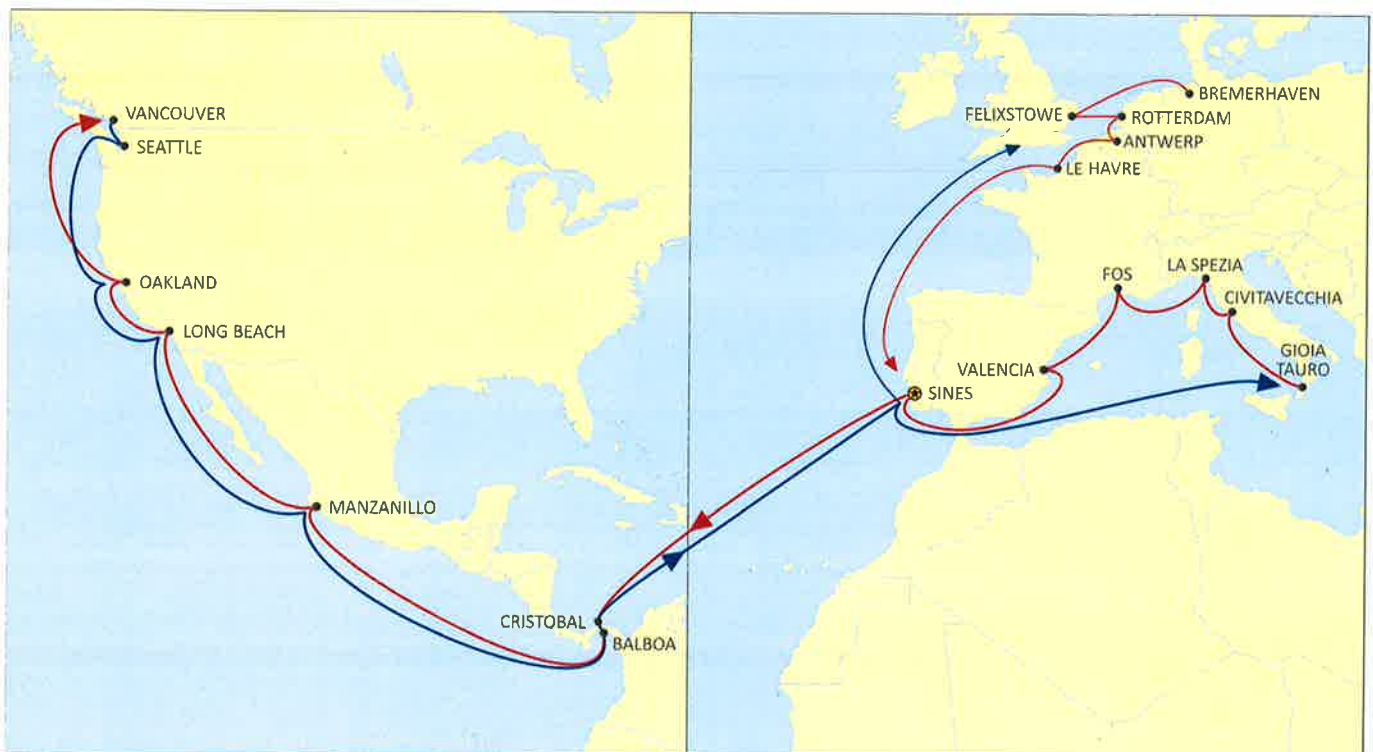 VANCOUVER
SEATTLE
OAKLAND
LONG BEACH
MANZANILLO
CRISTOBAL
BALBOA
BREMERHAVEN
FELIXSTOWE
ROTTERDAM
ANTWERP
LE HAVRE
FOS
LA SPEZIA
CIVITAVECCHIA
GIOIA
TAURO
VALENCIA
SINES